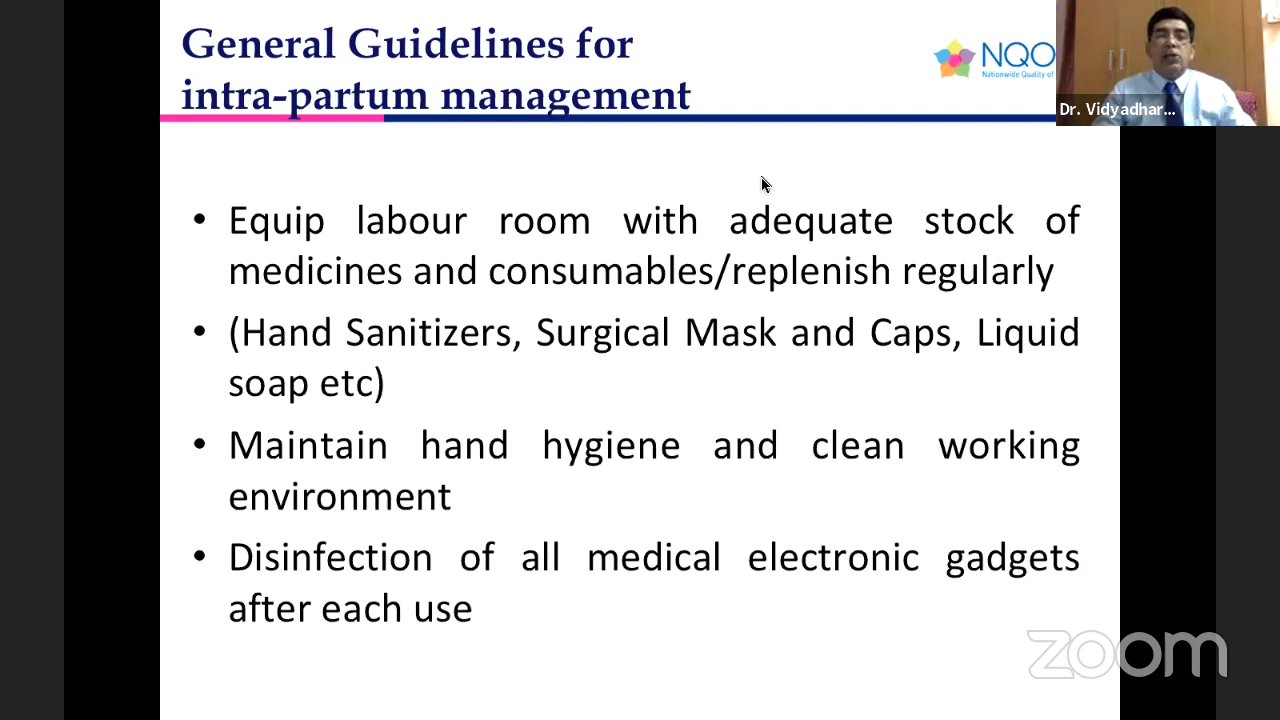 General Guidelines for
intra-partum management
NQO
Nationwide Quality of
Dr. Vidyadhar...
• Equip labour room with adequate stock of
medicines and consumables/replenish regularly
• (Hand Sanitizers, Surgical Mask and Caps, Liquid
soap etc)
• Maintain hand hygiene and clean working
environment
• Disinfection of all medical electronic gadgets
after each use
zoom